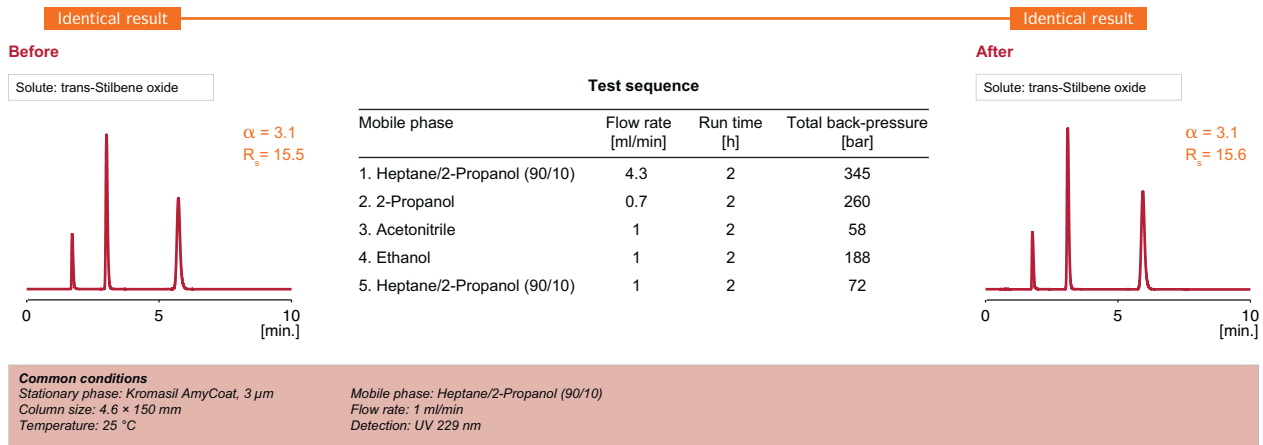 Identical result
Identical result
Before
Solute: trans-Stilbene oxide
α = 3.1
Rs = 15.5
0 5 10
[min.]
Test sequence
Mobile phase Flow rate [ml/min] Run time [h] Total back-pressure [bar]
1. Heptane/2-Propanol (90/10) 4.3 2 345
2. 2-Propanol 0.7 2 260
3. Acetonitrile 1 2 58
4. Ethanol 1 2 188
5. Heptane/2-Propanol (90/10) 1 2 72
After
Solute: trans-Stilbene oxide
α = 3.1
Rs = 15.6
0 5 10
[min.]
Common conditions
Stationary phase: Kromasil AmyCoat, 3 µm
Column size: 4.6 × 150 mm
Temperature: 25 °C
Mobile phase: Heptane/2-Propanol (90/10)
Flow rate: 1 ml/min
Detection: UV 229 nm